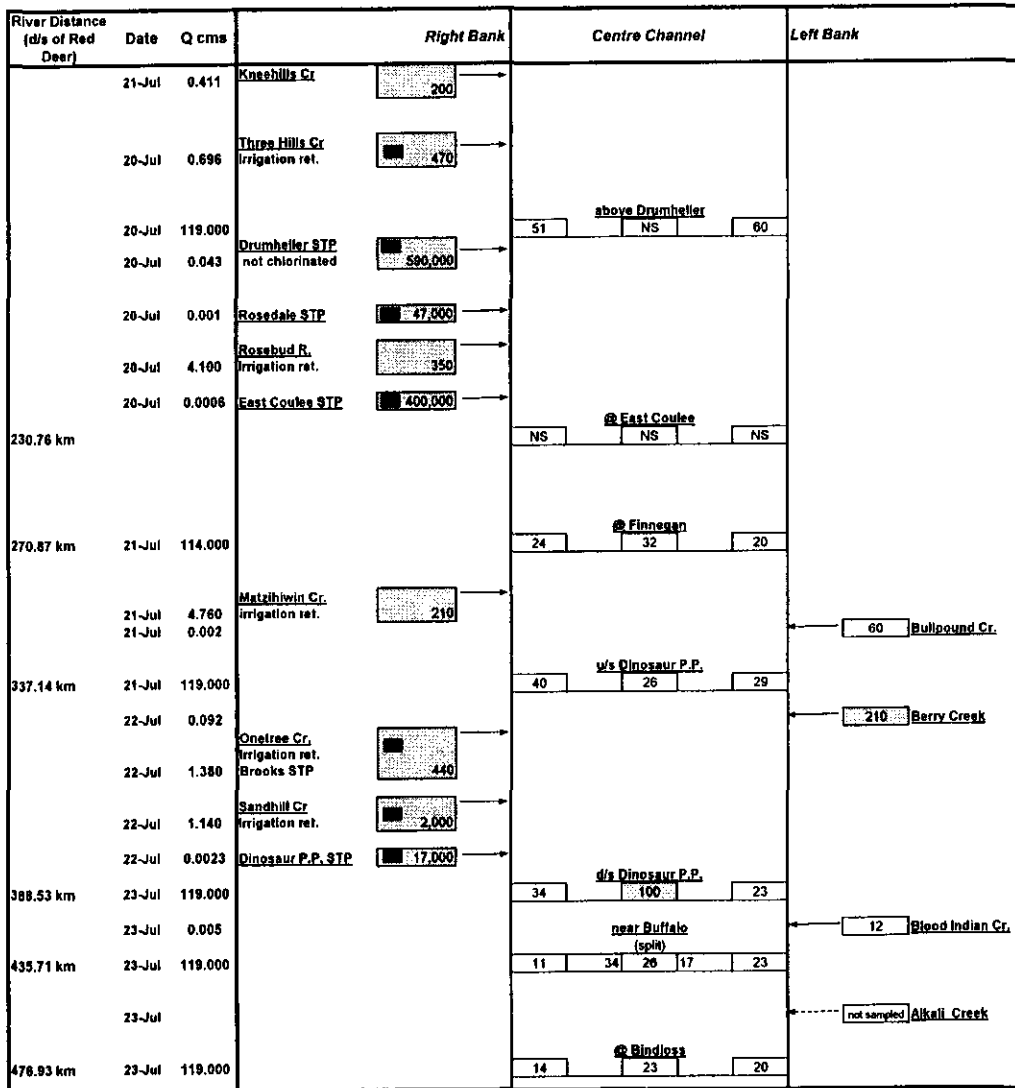 River Distance (d/s of Red Deer) Date Q cms Right Bank Centre Channel Left Bank
21-Jul 0.411 Kneehills Cr 200
Three Hills Cr
20-Jul 0.696 Irrigation ret. 470
above Drumheller
20-Jul 119.000 51 NS 60
Drumheller STP
20-Jul 0.043 not chlorinated 590,000
20-Jul 0.001 Rosedale STP 47,000
Rosebud R.
20-Jul 4.100 Irrigation ret. 350
20-Jul 0.0006 East Coulee STP 400,000
@ East Coulee
230.76 km NS NS NS
@ Finnegan
270.87 km 21-Jul 114.000 24 32 20
Matzihiwin Cr.
21-Jul 4.760 irrigation ret. 210
21-Jul 0.002 60 Bullpound Cr.
u/s Dinosaur P.P.
337.14 km 21-Jul 119.000 40 26 29
22-Jul 0.092 210 Berry Creek
Onetree Cr.
Irrigation ret.
22-Jul 1.380 Brooks STP 440
Sandhill Cr
22-Jul 1.140 Irrigation ret. 2,000
22-Jul 0.0023 Dinosaur P.P. STP 17,000
d/s Dinosaur P.P.
388.53 km 23-Jul 119.000 34 100 23
23-Jul 0.005 near Buffalo 12 Blood Indian Cr.
(split)
435.71 km 23-Jul 119.000 11 34 26 17 23
23-Jul not sampled Alkali Creek
@ Bindloss
476.93 km 23-Jul 119.000 14 23 20